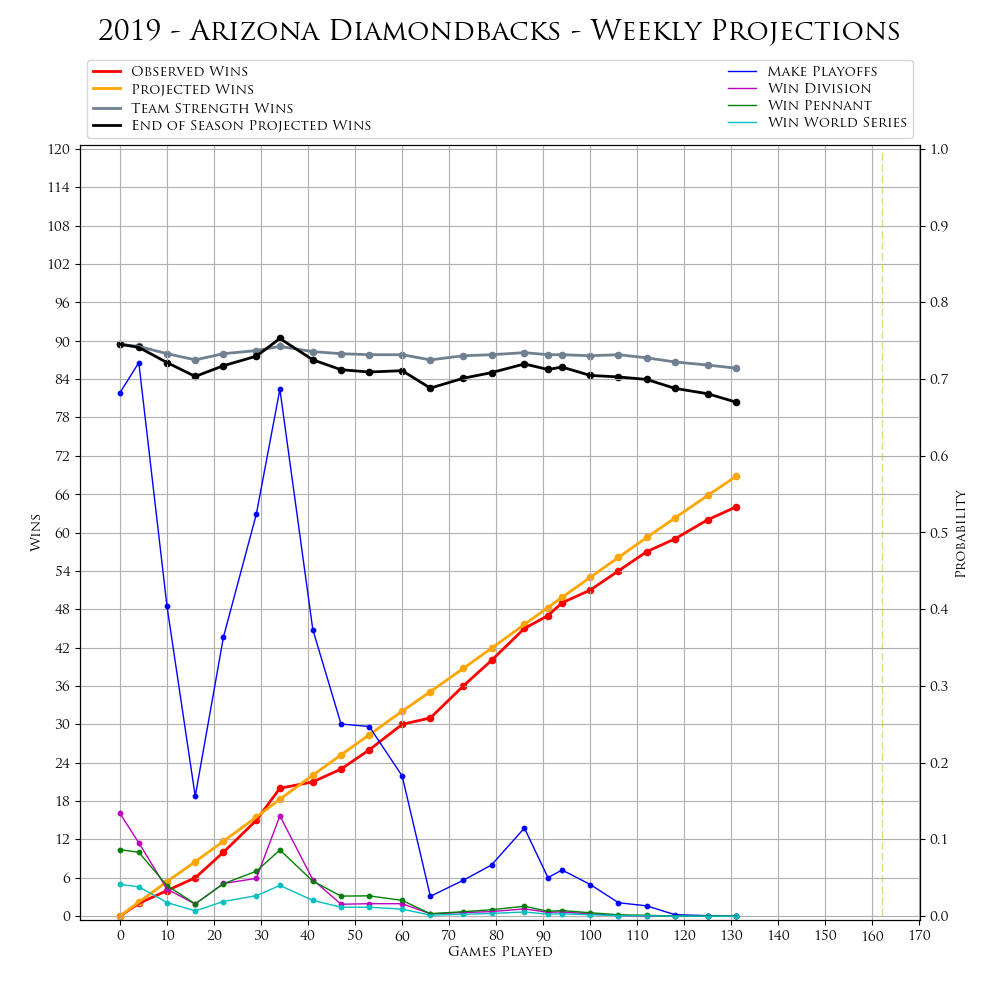 2019 - Arizona Diamondbacks - Weekly Projections
Observed Wins
Projected Wins
Team Strength Wins
End of Season Projected Wins
Make Playoffs
Win Division
Win Pennant
Win World Series
120
114
108
102
96
90
84
78
72
66
60
54
48
42
36
30
24
18
12
6
0
Wins
1.0
0.9
0.8
0.7
0.6
0.5
0.4
0.3
0.2
0.1
0.0
Probability
0 10 20 30 40 50 60 70 80 90 100 110 120 130 140 150 160 170
Games Played